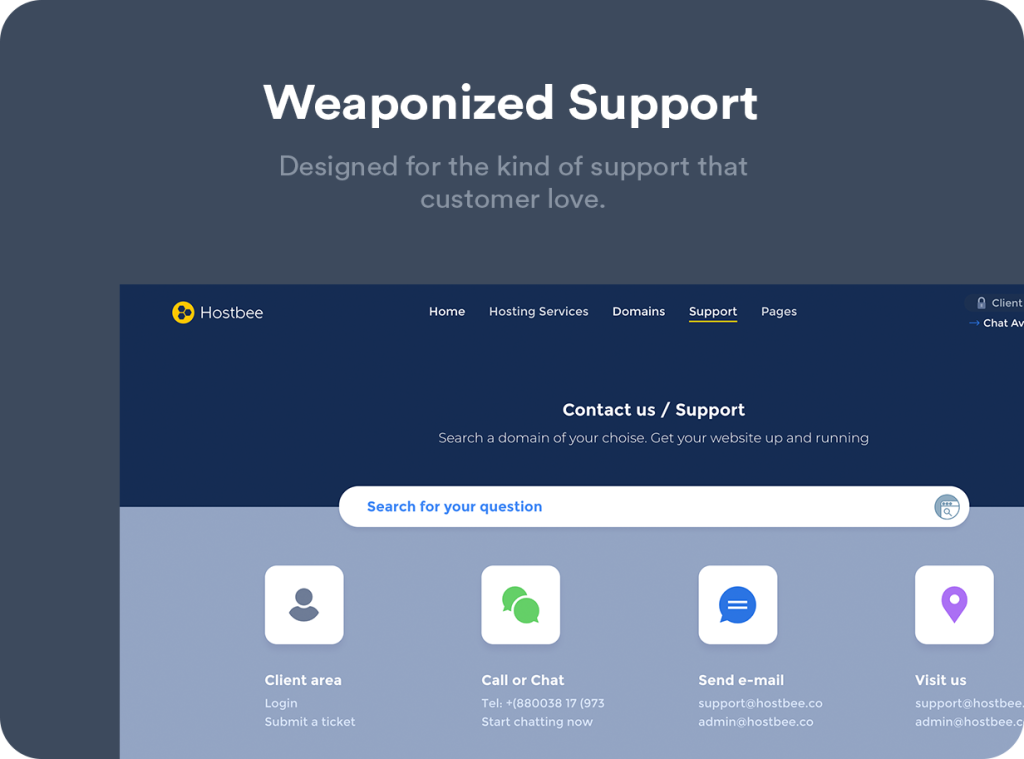 Weaponized Support
Designed for the kind of support that
customer love.
Hostbee
Home Hosting Services Domains Support Pages
Client
→ Chat Av
Contact us / Support
Search a domain of your choise. Get your website up and running
Search for your question
Client area
Login
Submit a ticket
Call or Chat
Tel: +(880038 17 (973
Start chatting now
Send e-mail
support@hostbee.co
admin@hostbee.co
Visit us
support@hostbee.
admin@hostbee.c